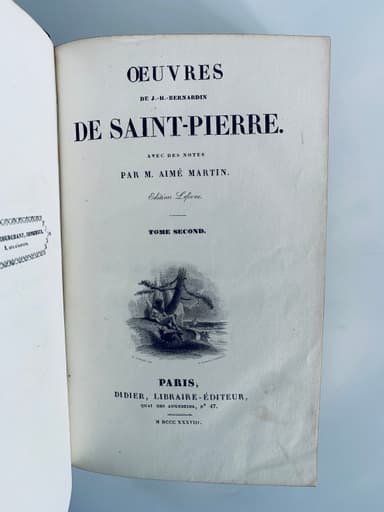 OEUVRES
DE J.-H.-BERNARDIN
DE SAINT-PIERRE.
AVEC DES NOTES
PAR M. AIMÉ MARTIN.
Édition Lefèvre.
TOME SECOND.
PARIS,
DIDIER, LIBRAIRE-ÉDITEUR,
QUAI DES AUGUSTINS, N° 47.
M DCCC XXXVIII.